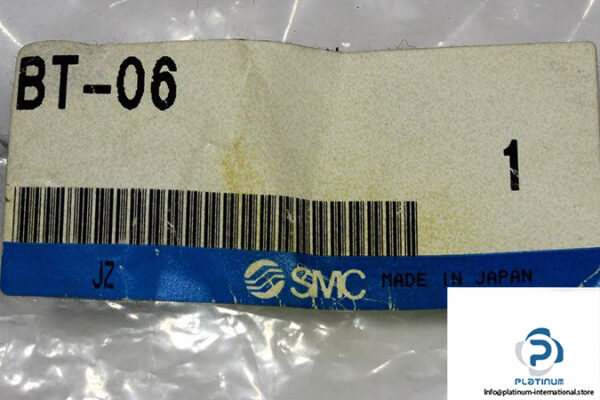 BT-06
1
JZ
SMC MADE IN JAPAN
PLATINUM
Info@platinum-international.store